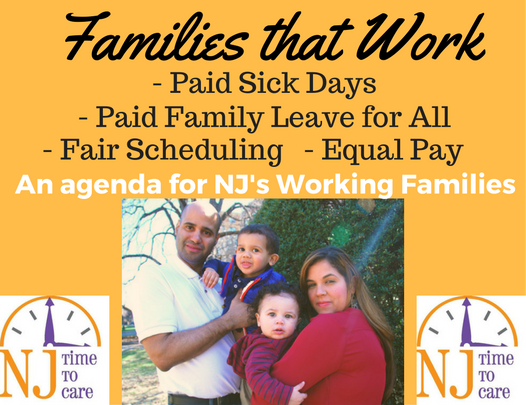 Families that Work
- Paid Sick Days
- Paid Family Leave for All
- Fair Scheduling - Equal Pay
An agenda for NJ's Working Families
NJ TIME
TO
care
NJ TIME
TO
care